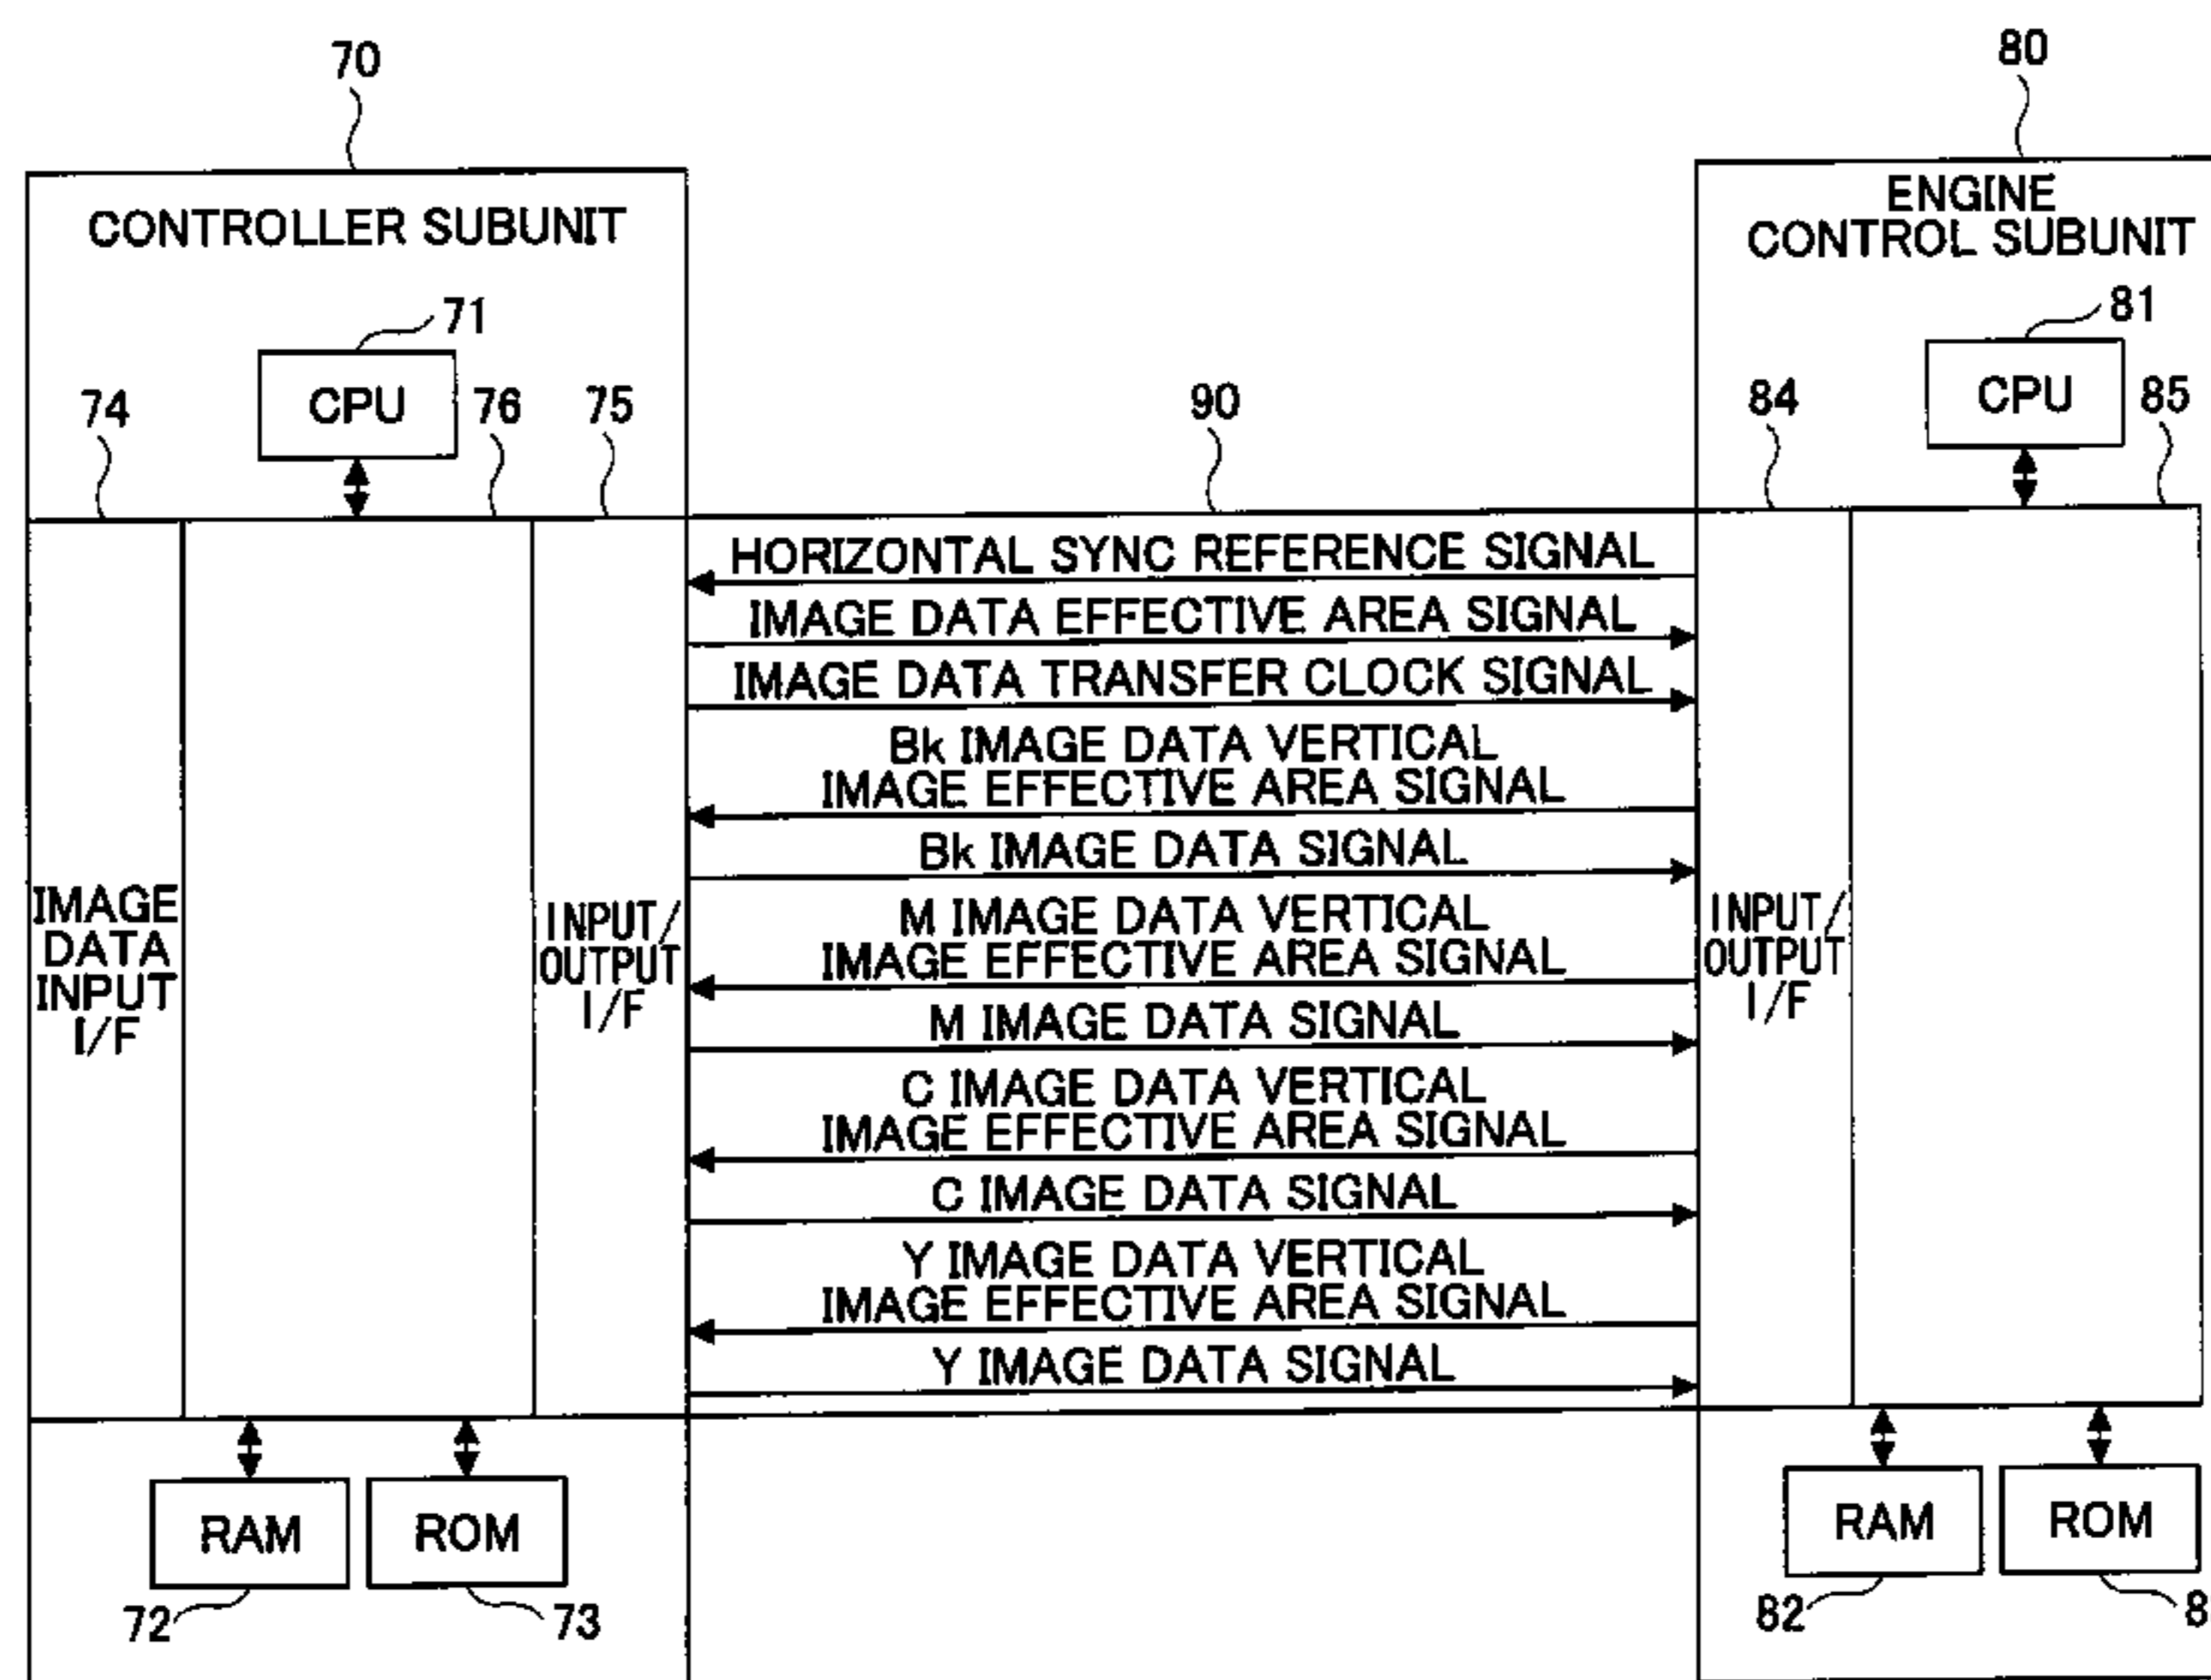 70
80
CONTROLLER SUBUNIT
ENGINE
CONTROL SUBUNIT
71
81
CPU
CPU
74
76
75
90
84
85
HORIZONTAL SYNC REFERENCE SIGNAL
IMAGE DATA EFFECTIVE AREA SIGNAL
IMAGE DATA TRANSFER CLOCK SIGNAL
Bk IMAGE DATA VERTICAL
IMAGE EFFECTIVE AREA SIGNAL
Bk IMAGE DATA SIGNAL
M IMAGE DATA VERTICAL
IMAGE EFFECTIVE AREA SIGNAL
M IMAGE DATA SIGNAL
C IMAGE DATA VERTICAL
IMAGE EFFECTIVE AREA SIGNAL
C IMAGE DATA SIGNAL
Y IMAGE DATA VERTICAL
IMAGE EFFECTIVE AREA SIGNAL
Y IMAGE DATA SIGNAL
IMAGE
DATA
INPUT
I/F
INPUT/
OUTPUT
I/F
INPUT/
OUTPUT
I/F
RAM
ROM
RAM
ROM
72
73
82
8